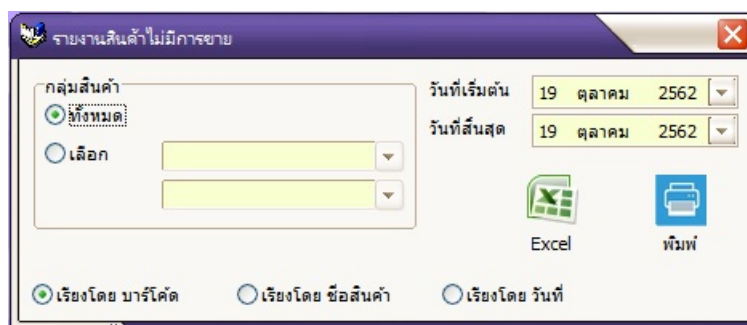 รายงานสินค้าไม่มีการขาย
กลุ่มสินค้า
ทั้งหมด
เลือก
วันที่เริ่มต้น 19 ตุลาคม 2562
วันที่สิ้นสุด 19 ตุลาคม 2562
Excel พิมพ์
เรียงโดย บาร์โค้ด เรียงโดย ชื่อสินค้า เรียงโดย วันที่